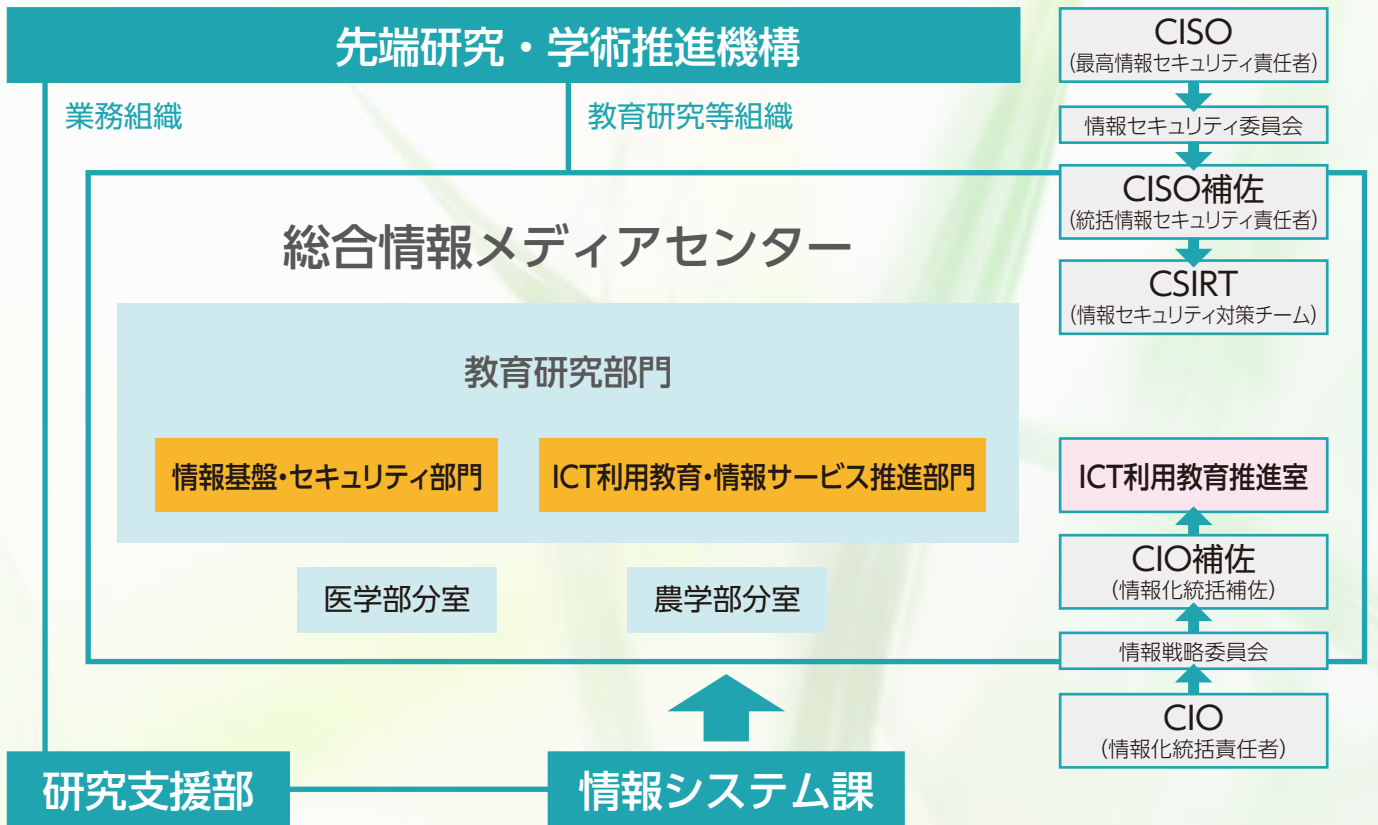 先端研究・学術推進機構
業務組織
教育研究等組織
総合情報メディアセンター
教育研究部門
情報基盤・セキュリティ部門
ICT利用教育・情報サービス推進部門
医学部分室
農学部分室
研究支援部
情報システム課
CISO
(最高情報セキュリティ責任者)
情報セキュリティ委員会
CISO補佐
(統括情報セキュリティ責任者)
CSIRT
(情報セキュリティ対策チーム)
ICT利用教育推進室
CIO補佐
(情報化統括補佐)
情報戦略委員会
CIO
(情報化統括責任者)